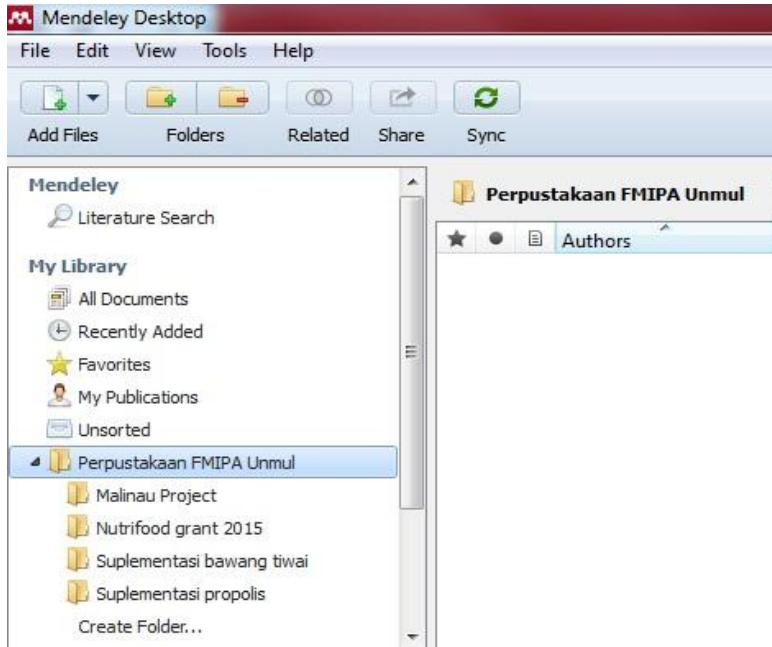 Mendeley Desktop
File Edit View Tools Help
Add Files Folders Related Share Sync
Mendeley
Literature Search
My Library
All Documents
Recently Added
Favorites
My Publications
Unsorted
Perpustakaan FMIPA Unmul
Malinau Project
Nutrifood grant 2015
Suplementasi bawang tiwai
Suplementasi propolis
Create Folder...
Perpustakaan FMIPA Unmul
Authors